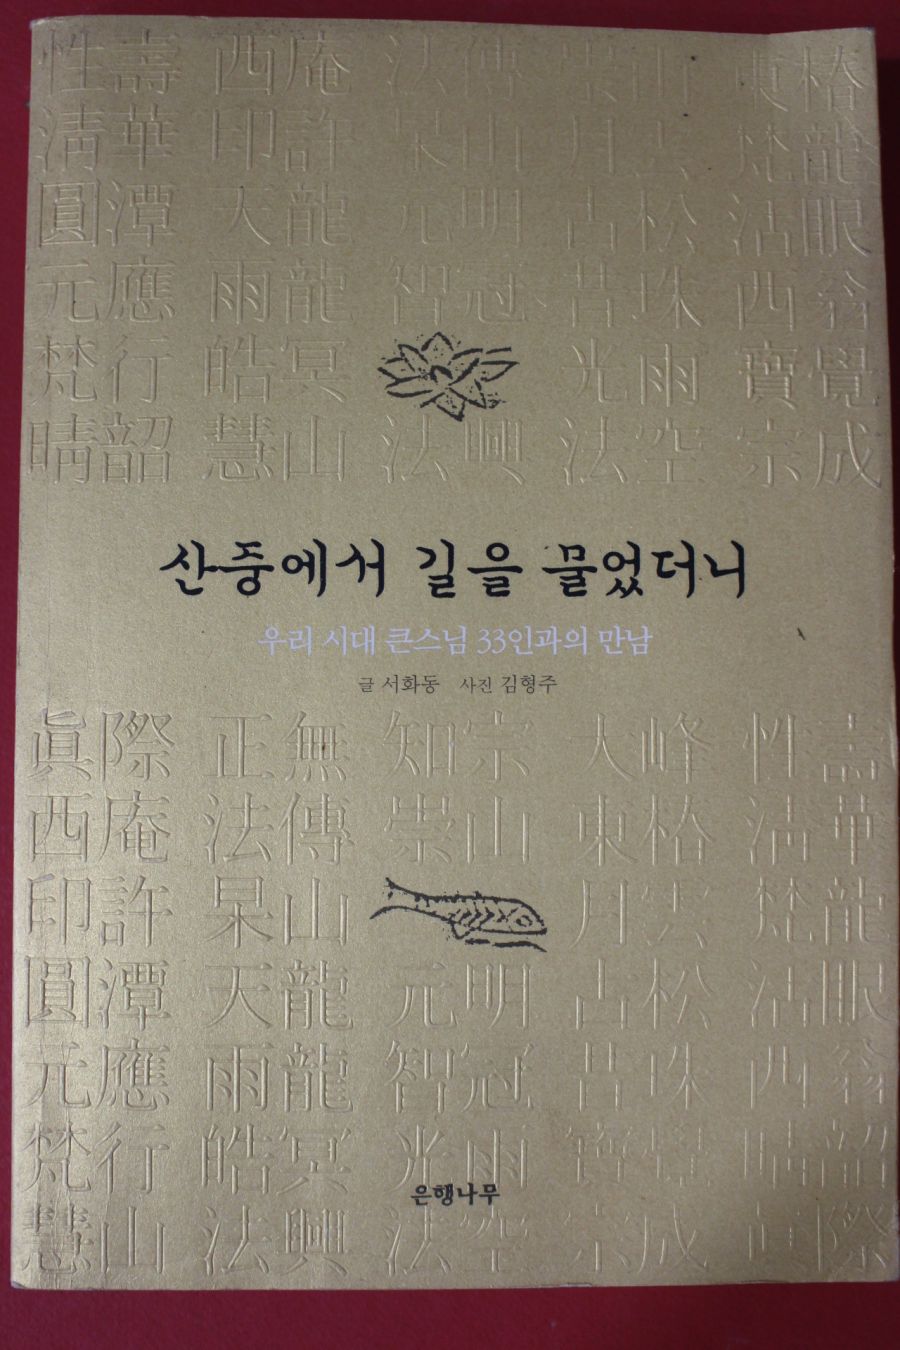 性壽 西庵 法傳 崇山 東椿
淸華 印許 杲山 月雲 梵龍
圓潭 天龍 元明 古松 活眼
元應 雨龍 智冠 昔珠 西翁
梵行 皓冥 光雨 寶覺
晴韶 慧山 法興 法空 宗成
산중에서 길을 물었더니
우리 시대 큰스님 33인과의 만남
글 서화동 사진 김형주
眞際 正無 知宗 大峰 性壽
西庵 法傳 崇山 東椿 淸華
印許 杲山 月雲 梵龍
圓潭 天龍 元明 古松 活眼
元應 雨龍 智冠 昔珠 西翁
梵行 皓冥 光雨 寶覺 晴韶
은행나무
慧山 法興 法空 宗成 眞際